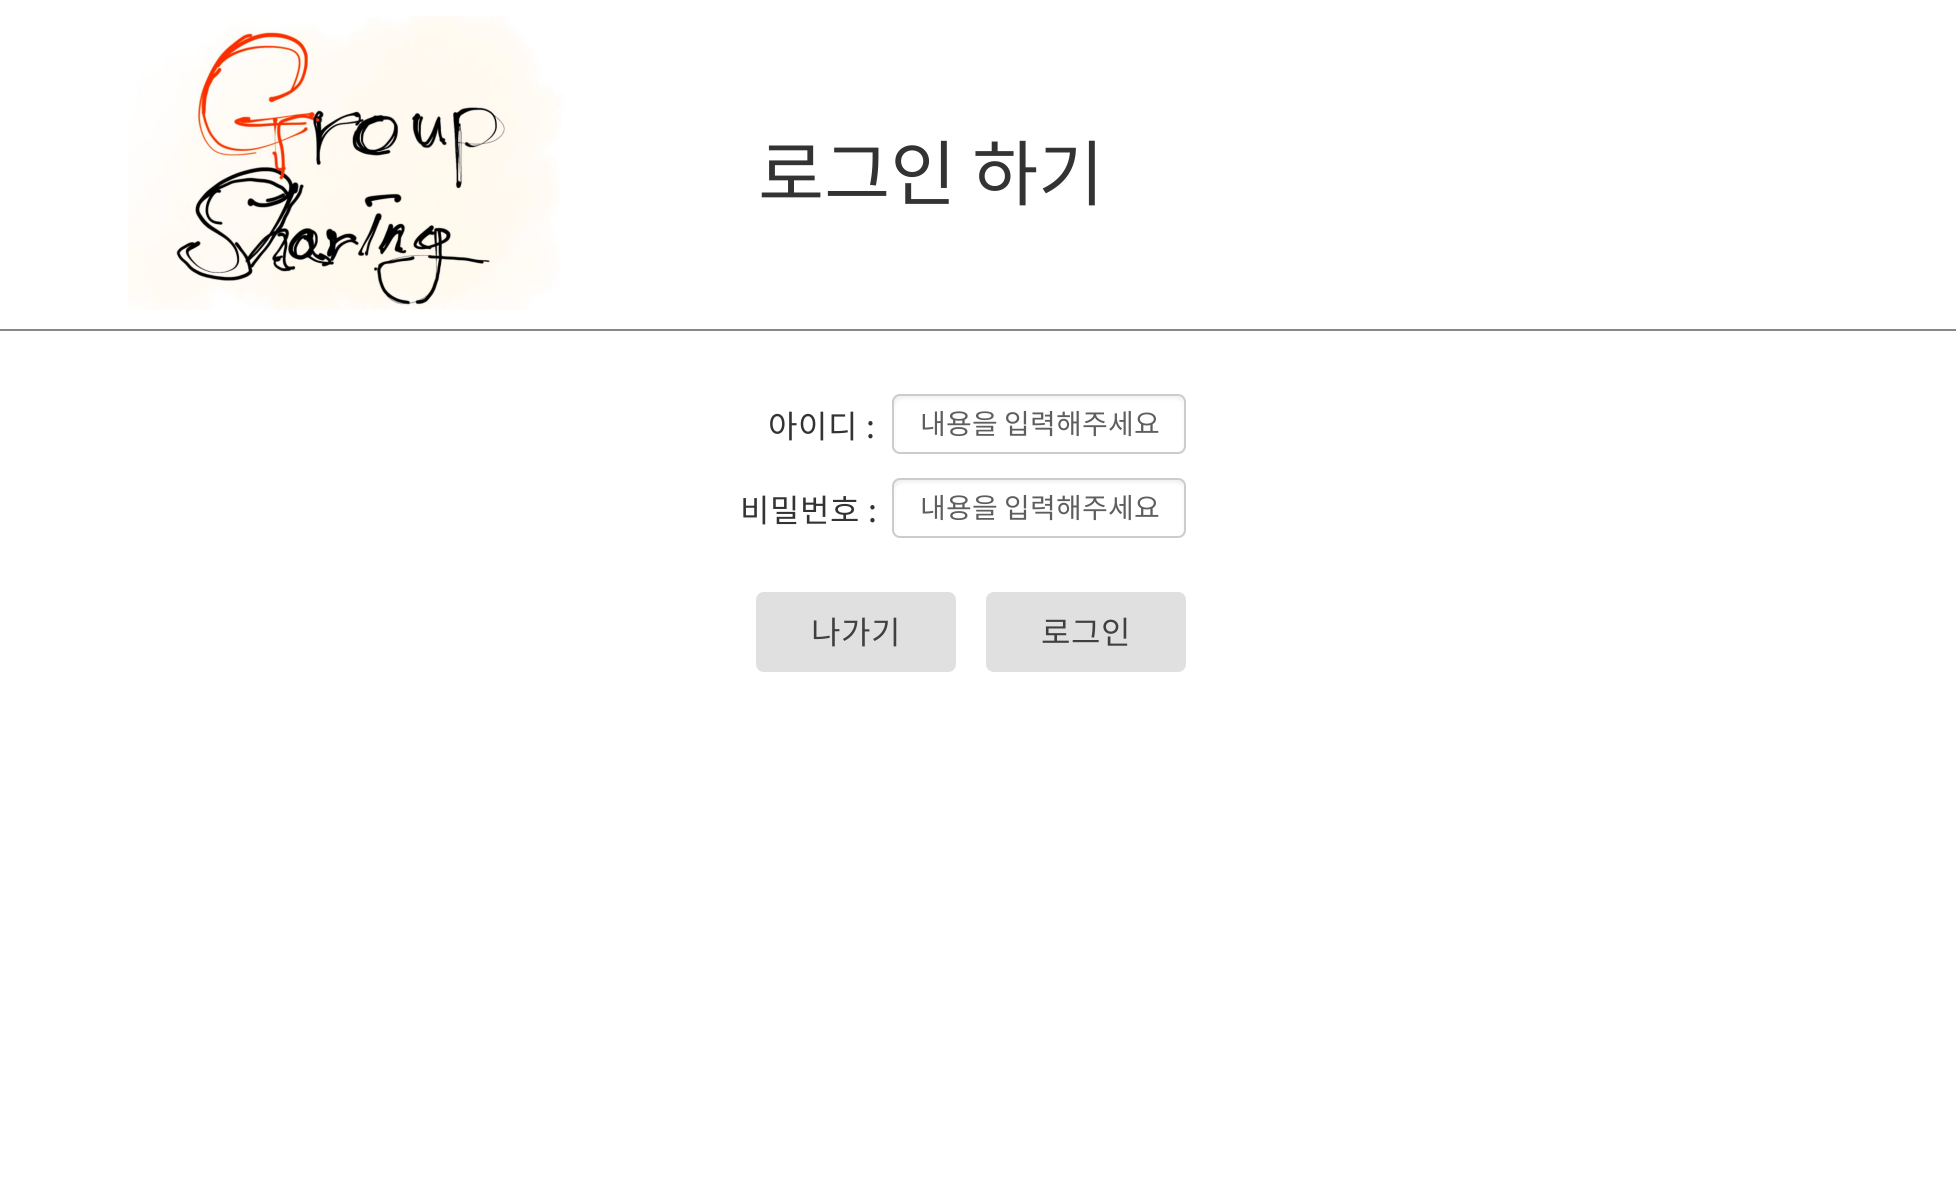 Group
Sharing
로그인 하기
아이디 : 내용을 입력해주세요
비밀번호 : 내용을 입력해주세요
나가기 로그인